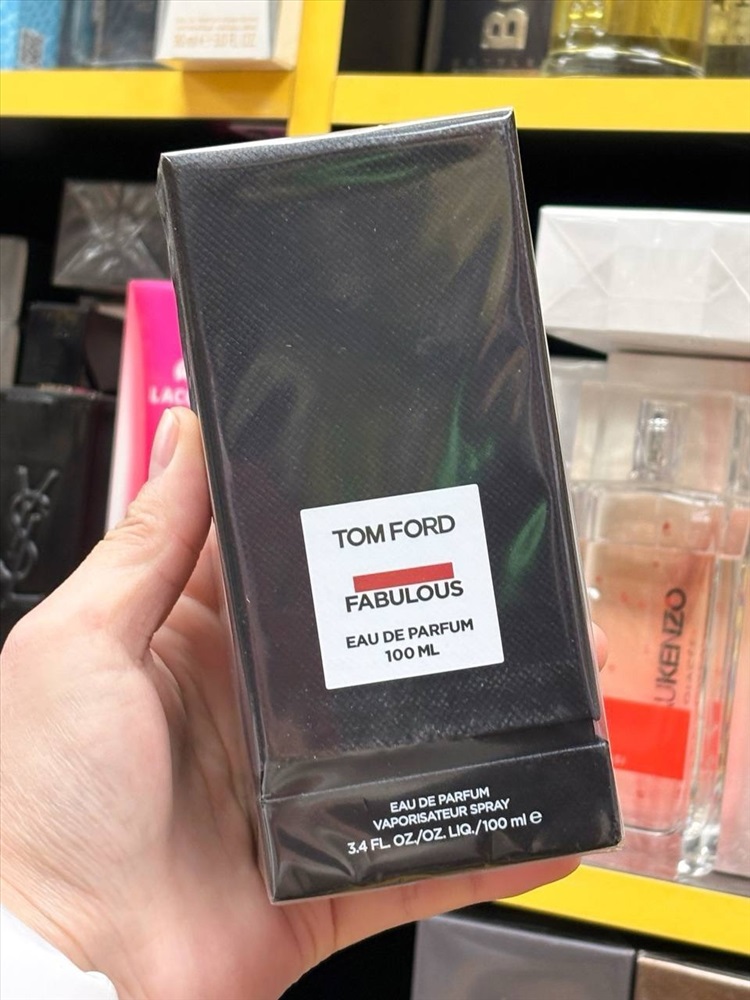 TOM FORD
FABULOUS
EAU DE PARFUM
100 ML
EAU DE PARFUM
VAPORISATEUR SPRAY
3.4 FL. OZ./OZ. LIQ./100 ml e
YSL
KENZO